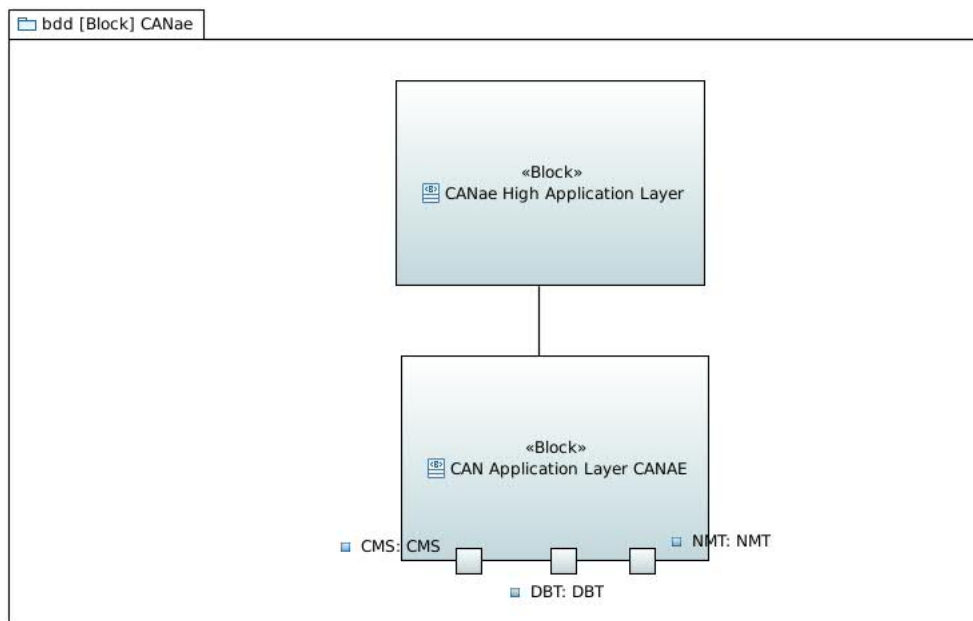 bdd [Block] CANae
«Block»
CANae High Application Layer
«Block»
CAN Application Layer CANAE
CMS: CMS
NMT: NMT
DBT: DBT